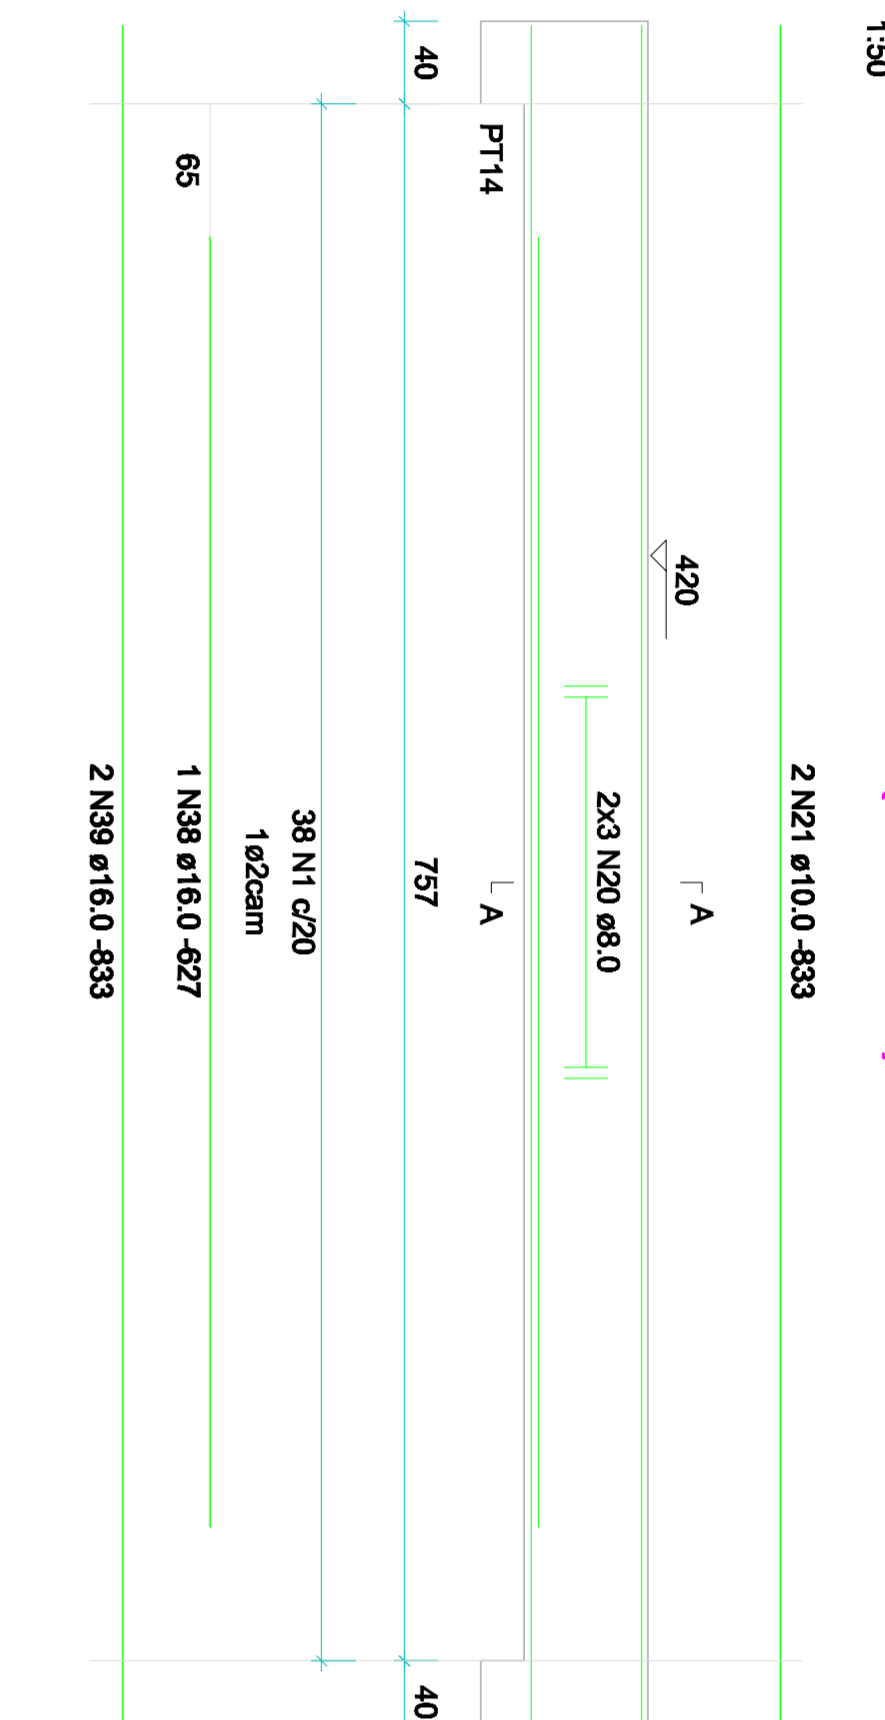 1:50
2 N21 ø10.0 -833
A
420
2x3 N20 ø8.0
PT14
A
40
757
40
38 N1 c/20
1ø2cam
65
1 N38 ø16.0 -627
2 N39 ø16.0 -833